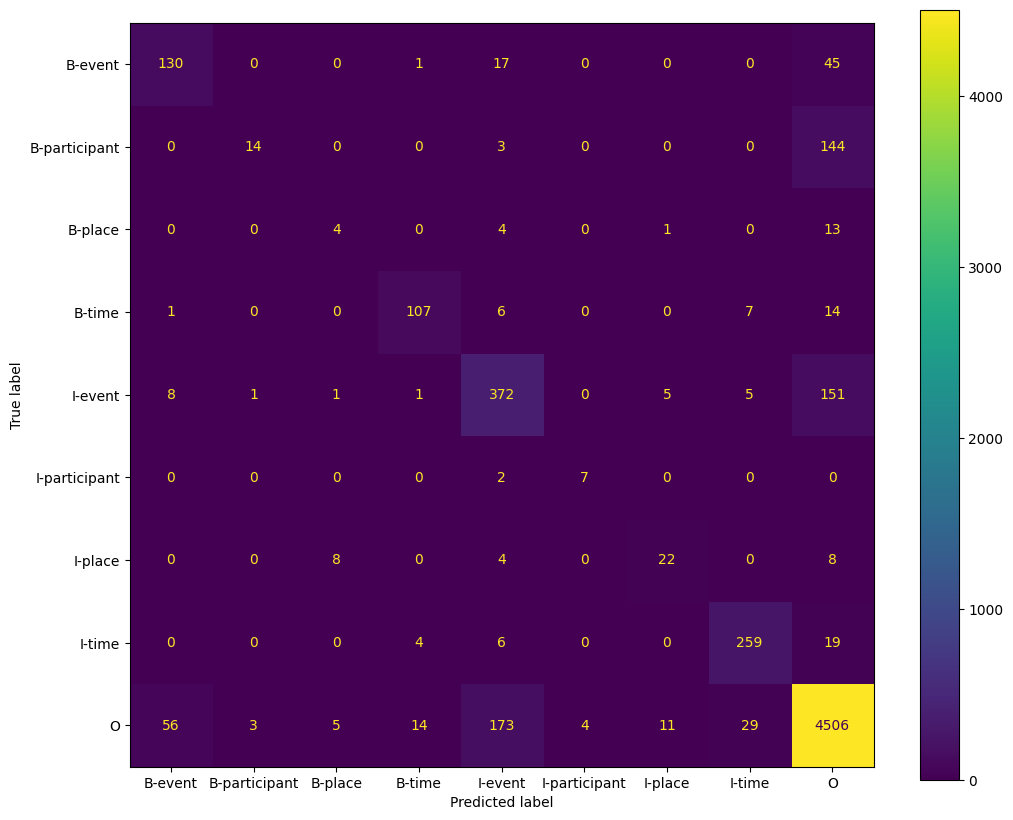 B-event 130 0 0 1 17 0 0 0 45
B-participant 0 14 0 0 3 0 0 0 144
B-place 0 0 4 0 4 0 1 0 13
B-time 1 0 0 107 6 0 0 7 14
I-event 8 1 1 1 372 0 5 5 151
I-participant 0 0 0 0 2 7 0 0 0
I-place 0 0 8 0 4 0 22 0 8
I-time 0 0 0 4 6 0 0 259 19
O 56 3 5 14 173 4 11 29 4506
B-event B-participant B-place B-time I-event I-participant I-place I-time O
Predicted label
True label
4000
3000
2000
1000
0